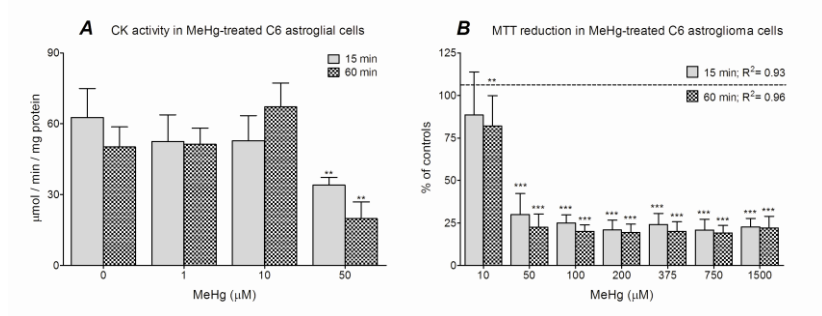 A CK activity in MeHg-treated C6 astroglial cells
90
60
30
0
μmol / min / mg protein
15 min
60 min
**
**
0 1 10 50
MeHg (μM)
B MTT reduction in MeHg-treated C6 astroglioma cells
125
100
75
50
25
0
% of controls
15 min; R²= 0.93
60 min; R²= 0.96
**
*** *** *** *** *** *** *** *** *** *** *** ***
10 50 100 200 375 750 1500
MeHg (μM)